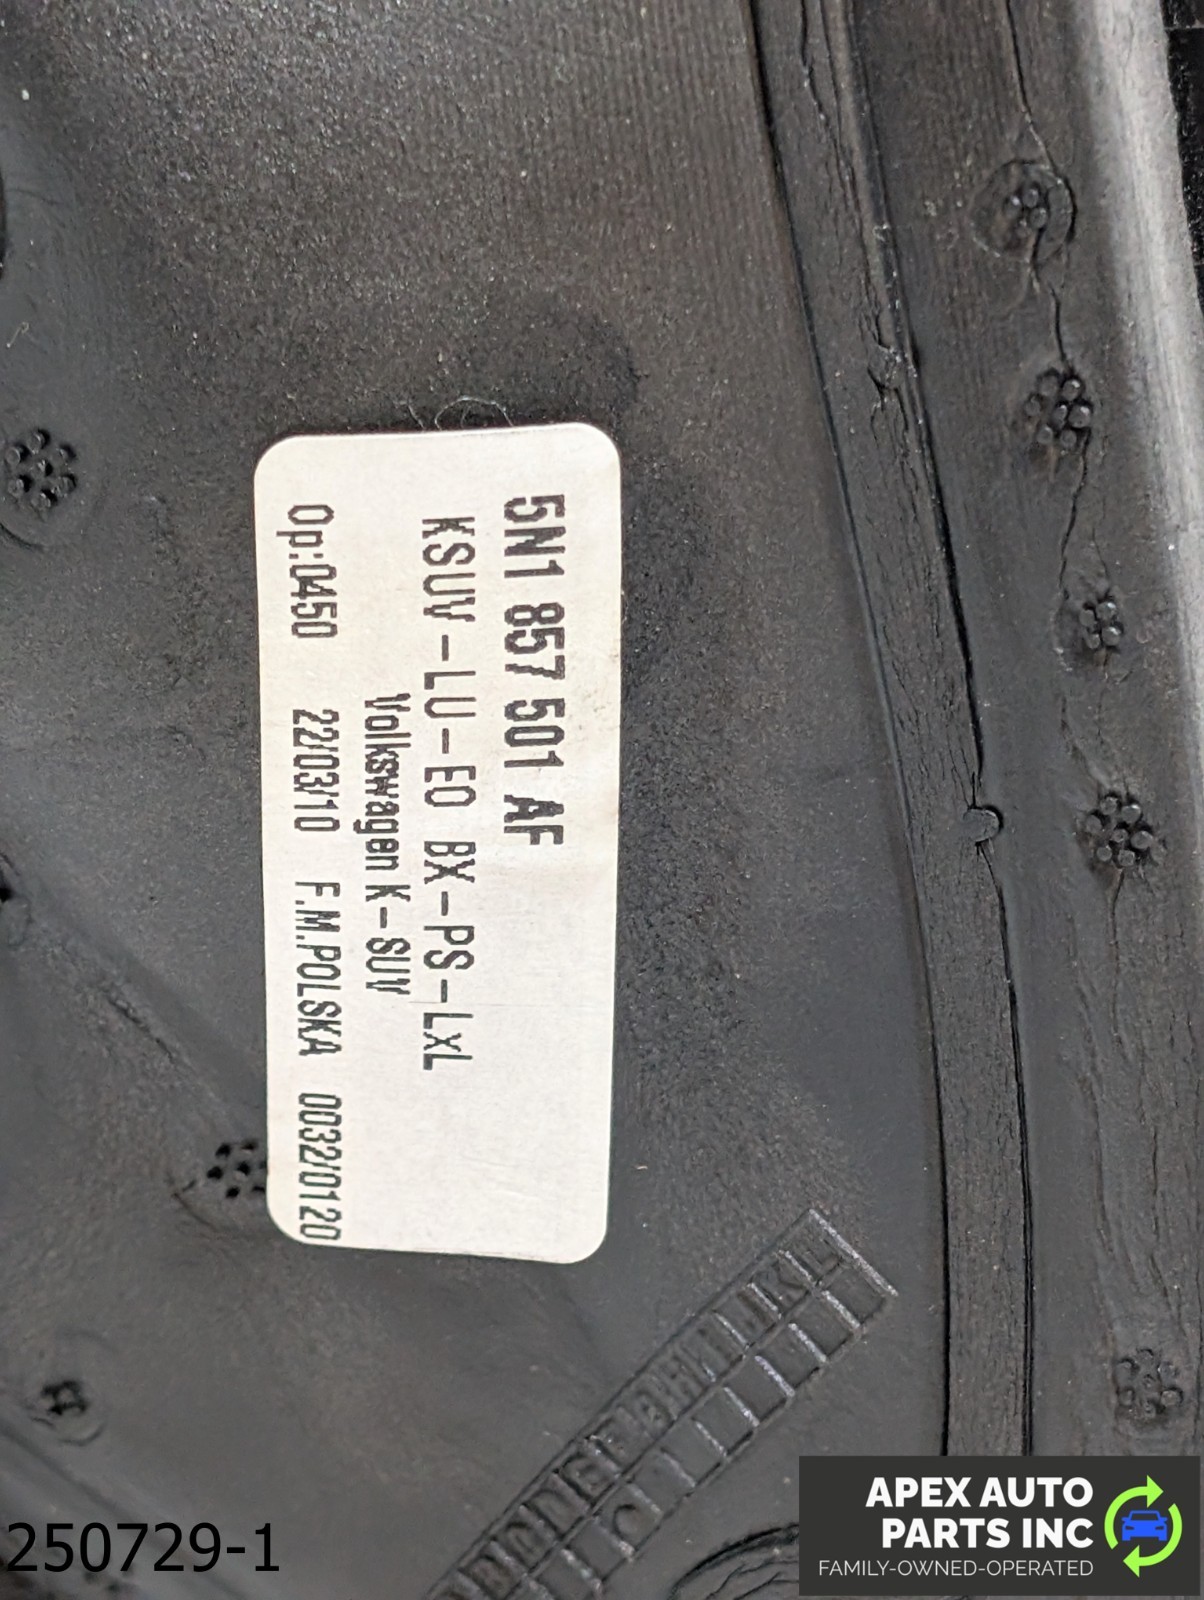 5N1 857 501 AF
KSUV-LU-EO BX-PS-LxL
Volkswagen K-SUV
Op:0450 22/03/10 F.M.POLSKA 0032/0120
250729-1
APEX AUTO
PARTS INC
FAMILY-OWNED-OPERATED